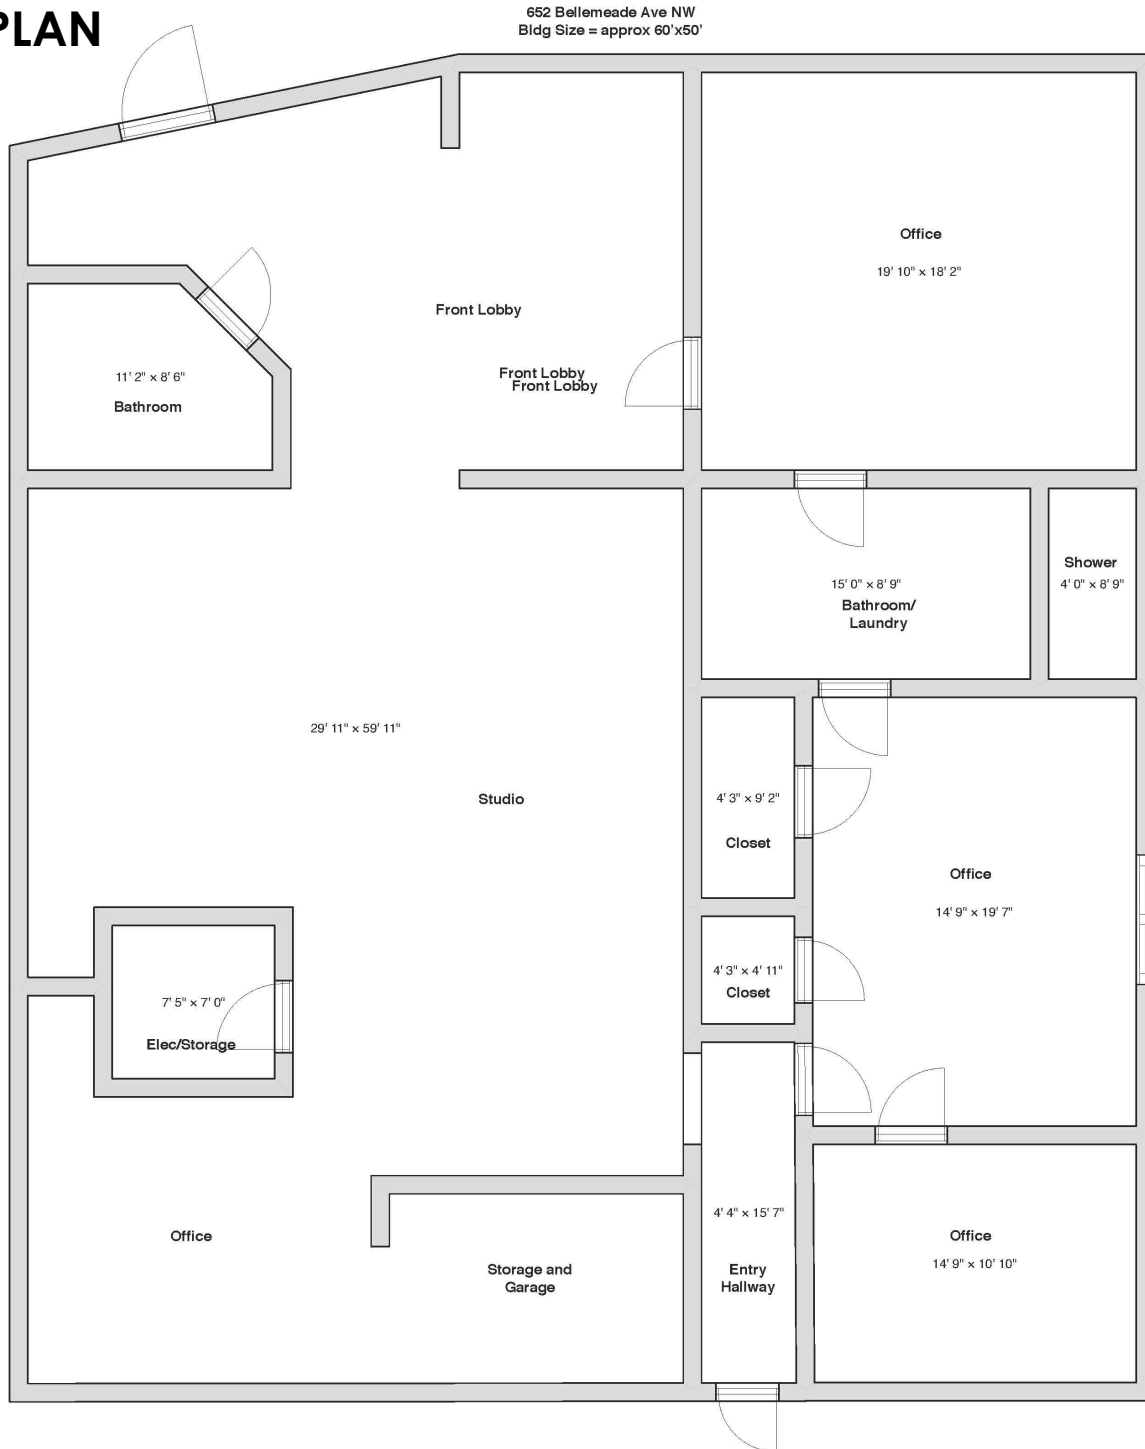 PLAN
652 Bellemeade Ave NW
Bldg Size = approx 60'x50'
Office
19' 10" × 18' 2"
Front Lobby
Front Lobby
Front Lobby
11' 2" × 8' 6"
Bathroom
Shower
4' 0" × 8' 9"
15' 0" × 8' 9"
Bathroom/
Laundry
29' 11" × 59' 11"
Studio
4' 3" × 9' 2"
Closet
Office
14' 9" × 19' 7"
4' 3" × 4' 11"
Closet
7' 5" × 7' 0"
Elec/Storage
4' 4" × 15' 7"
Entry
Hallway
Office
Storage and
Garage
Office
14' 9" × 10' 10"